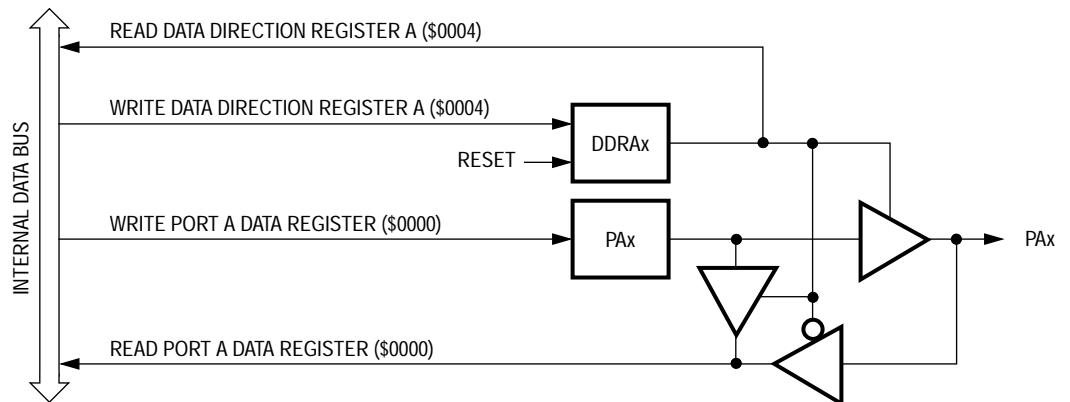 READ DATA DIRECTION REGISTER A ($0004)
WRITE DATA DIRECTION REGISTER A ($0004)
DDRAx
RESET
INTERNAL DATA BUS
WRITE PORT A DATA REGISTER ($0000)
PAx
PAx
READ PORT A DATA REGISTER ($0000)